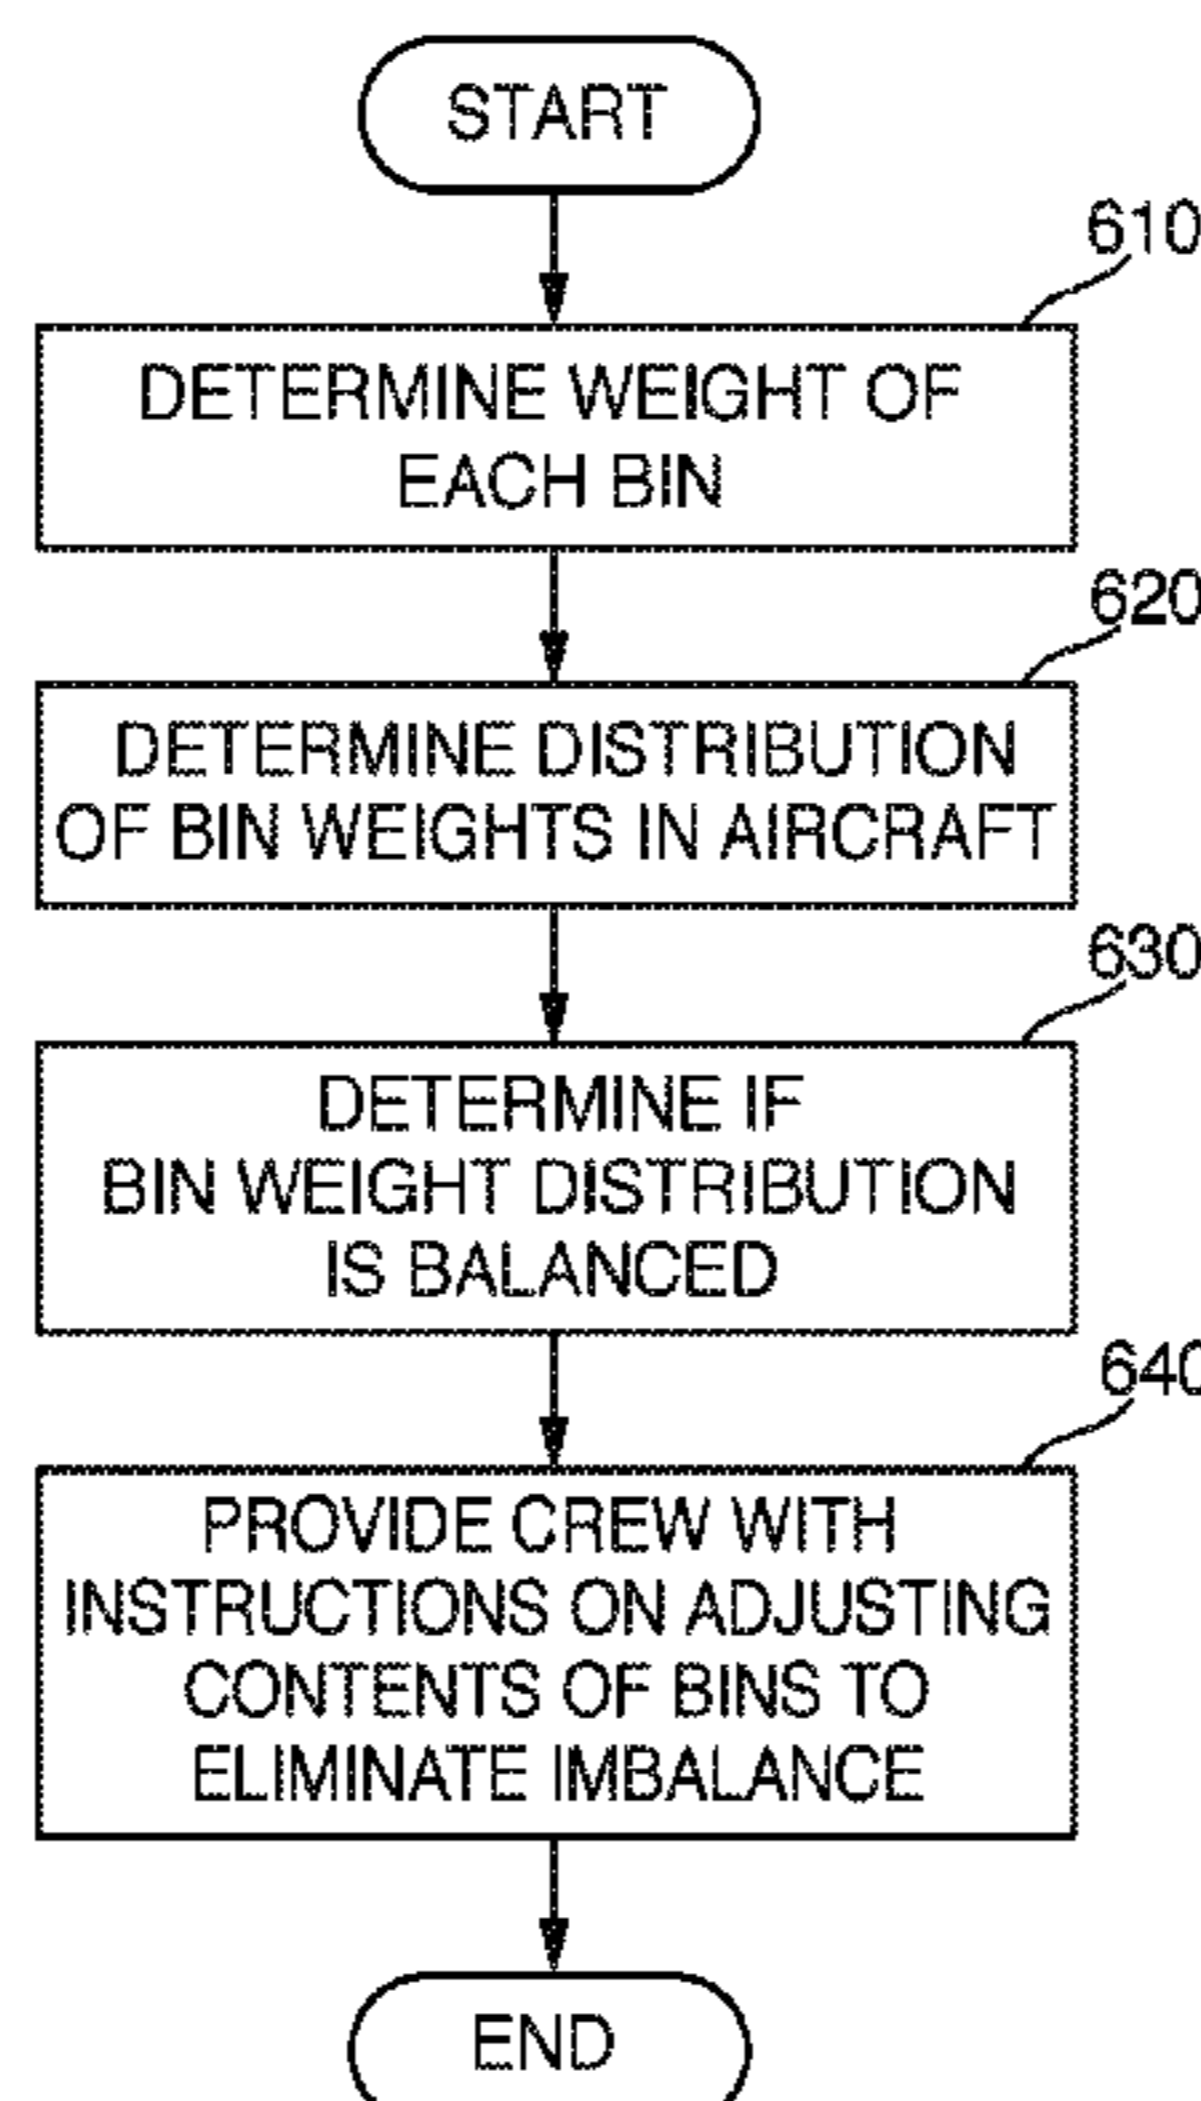 START
610
DETERMINE WEIGHT OF
EACH BIN
620
DETERMINE DISTRIBUTION
OF BIN WEIGHTS IN AIRCRAFT
630
DETERMINE IF
BIN WEIGHT DISTRIBUTION
IS BALANCED
640
PROVIDE CREW WITH
INSTRUCTIONS ON ADJUSTING
CONTENTS OF BINS TO
ELIMINATE IMBALANCE
END